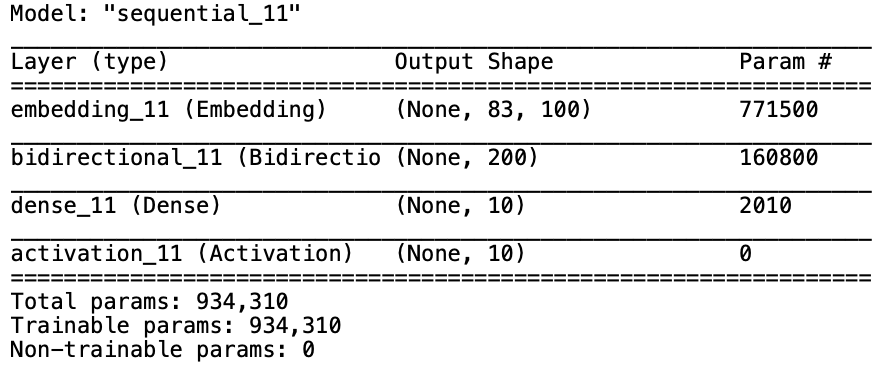 Model: "sequential_11"
Layer (type) Output Shape Param #
embedding_11 (Embedding) (None, 83, 100) 771500
bidirectional_11 (Bidirectio (None, 200) 160800
dense_11 (Dense) (None, 10) 2010
activation_11 (Activation) (None, 10) 0
Total params: 934,310
Trainable params: 934,310
Non-trainable params: 0